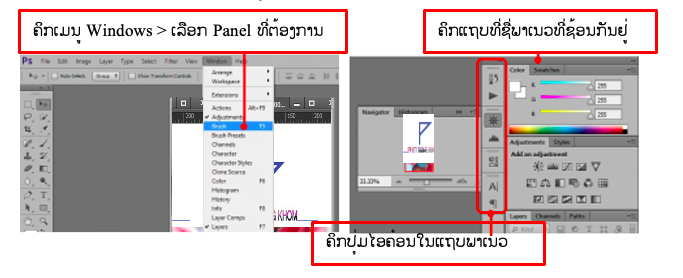 ຄິກເມນູ Windows > ເລືອກ Panel ທີ່ຕ້ອງການ
ຄິກແຖບທີ່ຊື່ພາເນວທີ່ຊ້ອນກັນຢູ່
PS File Edit Image Layer Type Select Filter View Window Help
Auto-Select: Group Show Transform Controls
Arrange
Workspace
Extensions
Actions Alt+F9
Adjustments
Brush F5
Brush Presets
Channels
Character
Character Styles
Clone Source
Color F6
Histogram
History
Info F8
Layer Comps
Layers F7
200 150 200
KHOM
Navigator Histogram
33.33%
Color Swatches
R 255
G 255
B 255
Adjustments Styles
Add an adjustment
Layers Channels Paths
Kind
ຄິກປຸ່ມໄອຄອນໃນແຖບພາເນວ